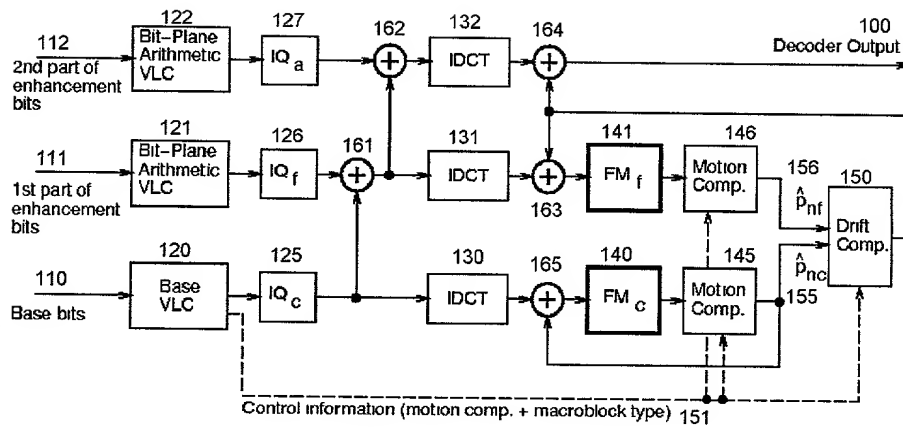 122
Bit-Plane
Arithmetic
VLC
112
2nd part of
enhancement
bits
127
IQ a
162
132
IDCT
164
100
Decoder Output
121
Bit-Plane
Arithmetic
VLC
111
1st part of
enhancement
bits
126
IQ f
161
131
IDCT
163
141
FM f
146
Motion
Comp.
156
p̂nf
150
Drift
Comp.
120
Base
VLC
110
Base bits
125
IQ c
130
IDCT
165
140
FM c
145
Motion
Comp.
p̂nc
155
Control information (motion comp. + macroblock type) 151